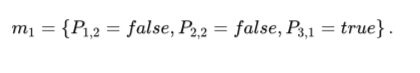 m₁ = {P₁,₂ = false, P₂,₂ = false, P₃,₁ = true} .